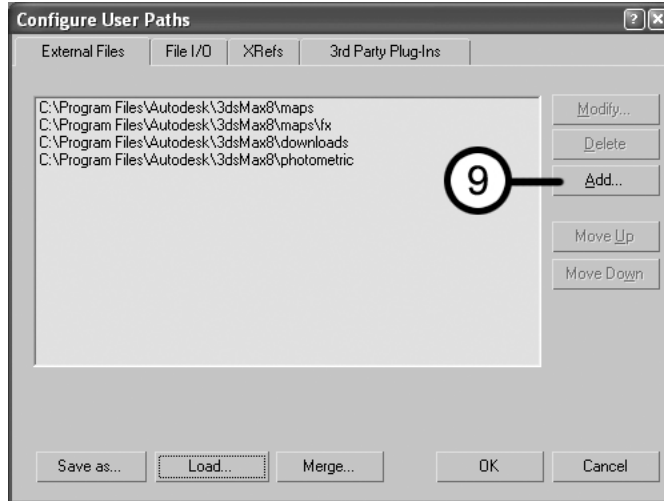 Configure User Paths
External Files
File I/O
XRefs
3rd Party Plug-Ins
C:\Program Files\Autodesk\3dsMax8\maps
C:\Program Files\Autodesk\3dsMax8\maps\fx
C:\Program Files\Autodesk\3dsMax8\downloads
C:\Program Files\Autodesk\3dsMax8\photometric
Modify...
Delete
9
Add...
Move Up
Move Down
Save as...
Load...
Merge...
OK
Cancel